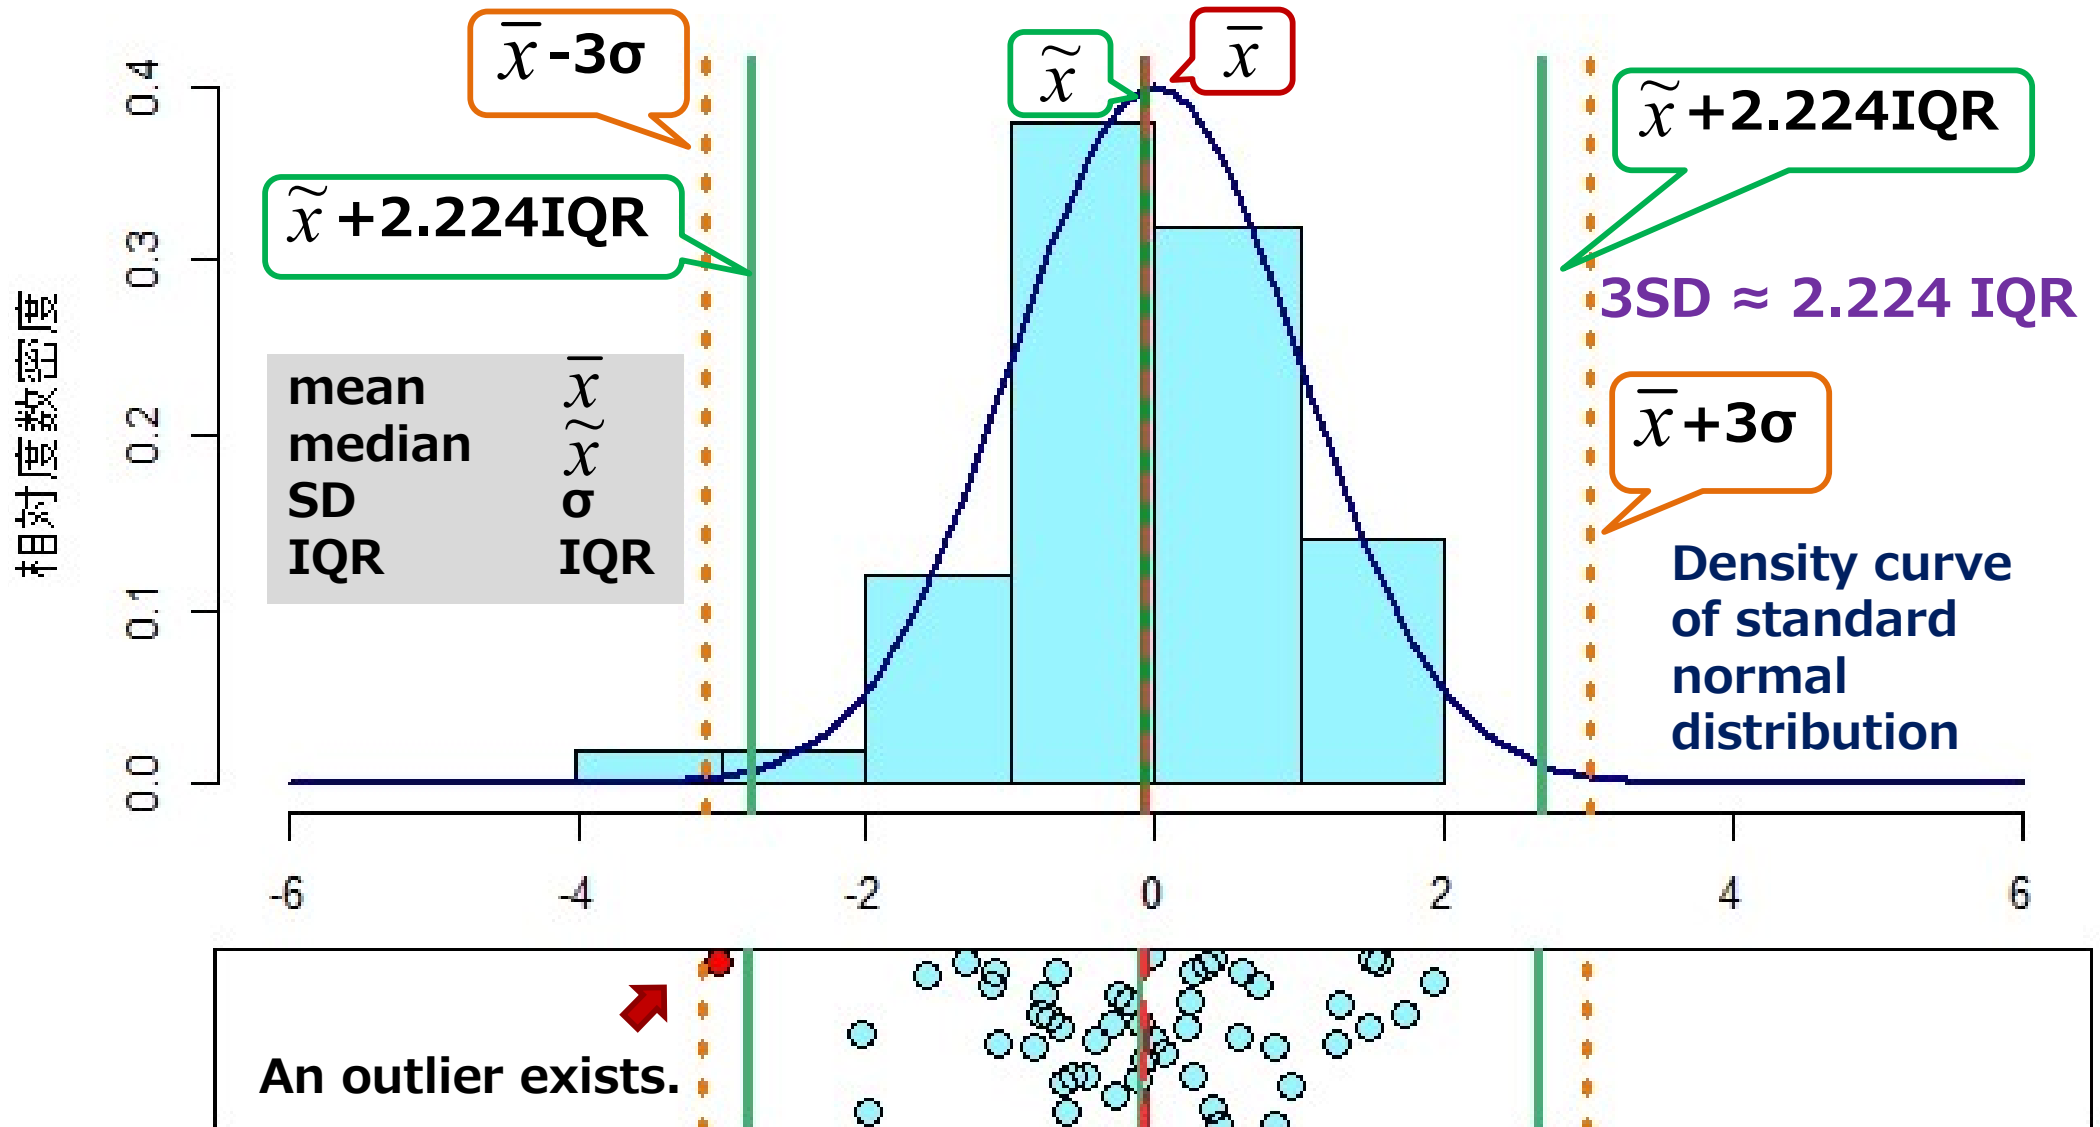 x̄ -3σ
x̃
x̄
x̃ +2.224IQR
x̃ +2.224IQR
3SD ≈ 2.224 IQR
mean x̄
median x̃
SD σ
IQR IQR
x̄ +3σ
Density curve
of standard
normal
distribution
相対度数密度
0.4
0.3
0.2
0.1
0.0
-6 -4 -2 0 2 4 6
An outlier exists.